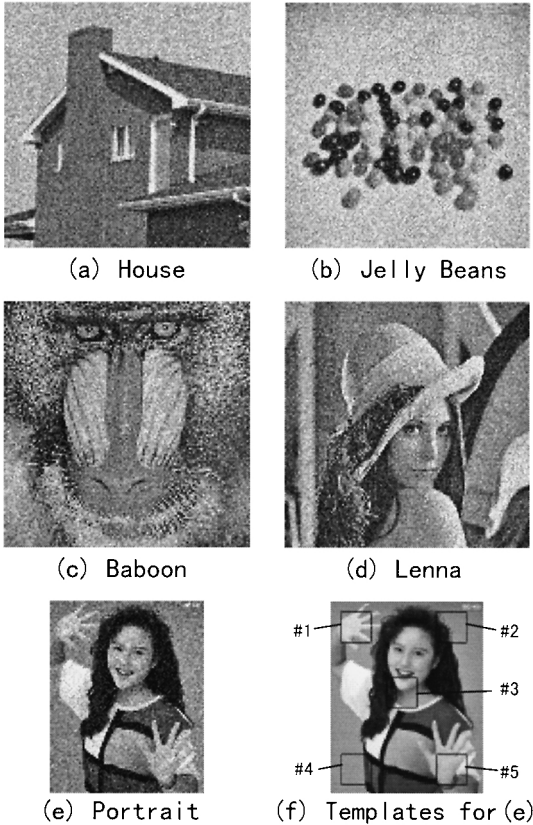 (a) House
(b) Jelly Beans
(c) Baboon
(d) Lenna
#1
#2
#3
#4
#5
(e) Portrait
(f) Templates for(e)